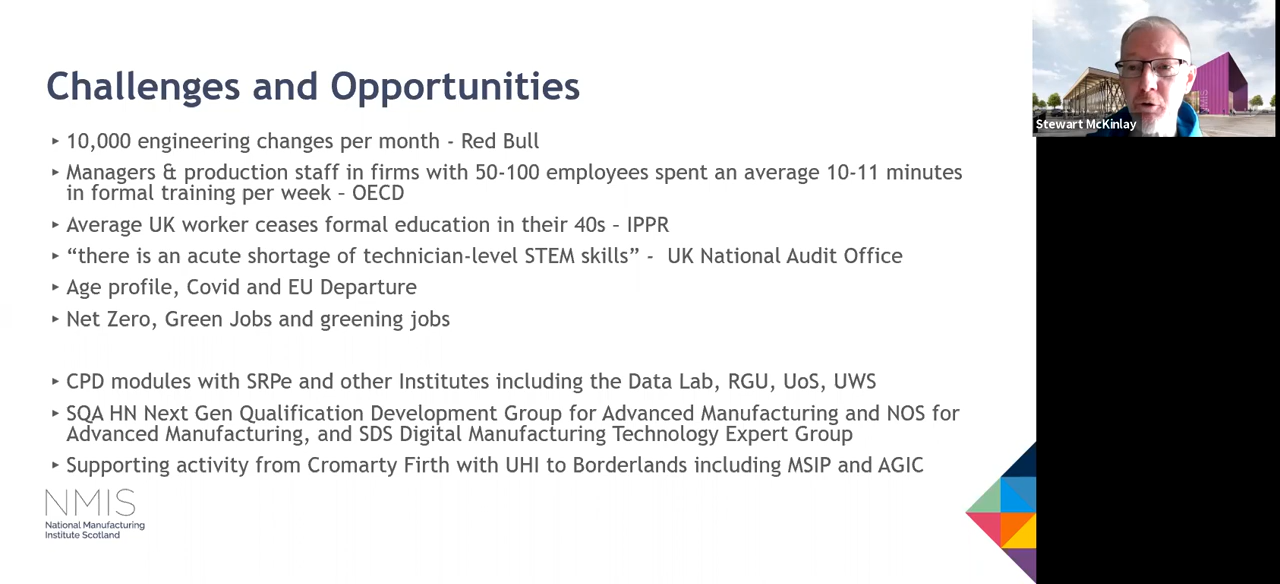 Challenges and Opportunities
10,000 engineering changes per month - Red Bull
Managers & production staff in firms with 50-100 employees spent an average 10-11 minutes
in formal training per week – OECD
Average UK worker ceases formal education in their 40s – IPPR
“there is an acute shortage of technician-level STEM skills” - UK National Audit Office
Age profile, Covid and EU Departure
Net Zero, Green Jobs and greening jobs
CPD modules with SRPe and other Institutes including the Data Lab, RGU, UoS, UWS
SQA HN Next Gen Qualification Development Group for Advanced Manufacturing and NOS for
Advanced Manufacturing, and SDS Digital Manufacturing Technology Expert Group
Supporting activity from Cromarty Firth with UHI to Borderlands including MSIP and AGIC
NMIS
National Manufacturing
Institute Scotland
NMIS
Stewart McKinlay